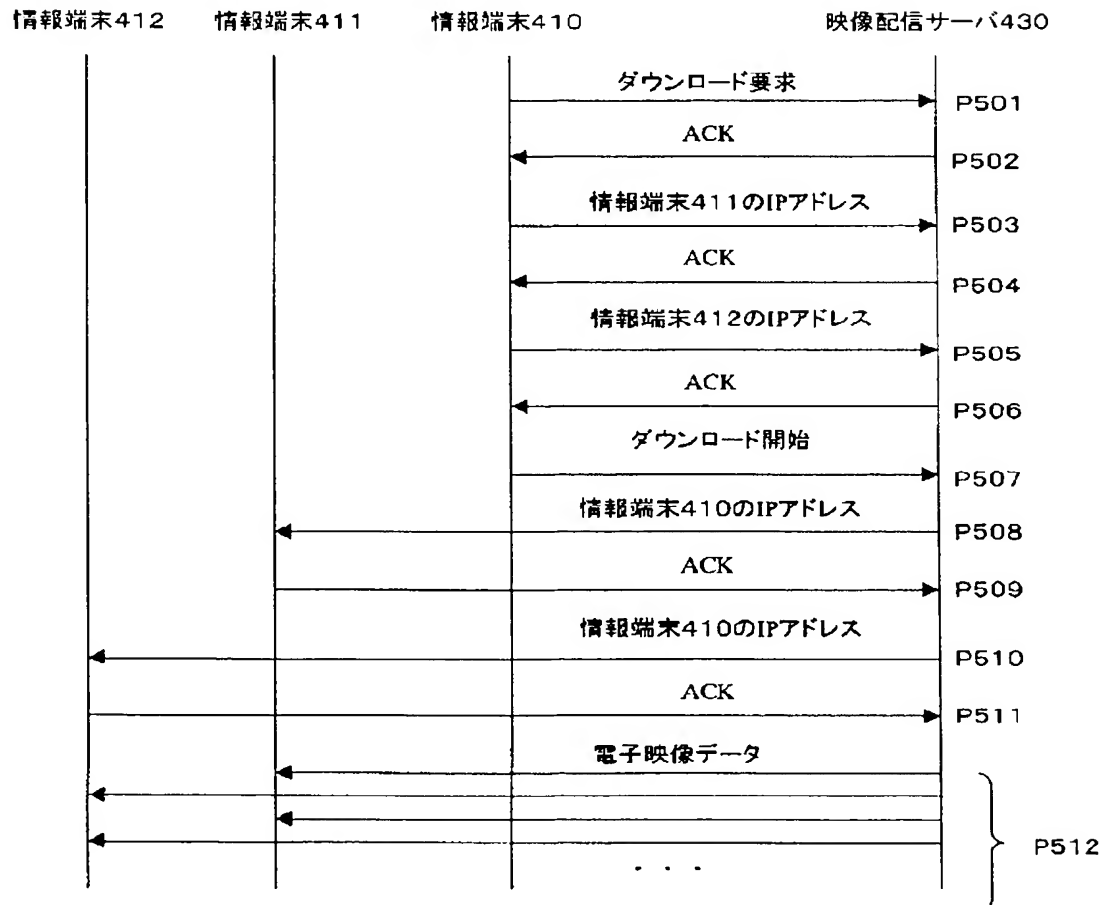 情報端末412 情報端末411 情報端末410 映像配信サーバ430
ダウンロード要求
P501
ACK
P502
情報端末411のIPアドレス
P503
ACK
P504
情報端末412のIPアドレス
P505
ACK
P506
ダウンロード開始
P507
情報端末410のIPアドレス
P508
ACK
P509
情報端末410のIPアドレス
P510
ACK
P511
電子映像データ
P512
. . .